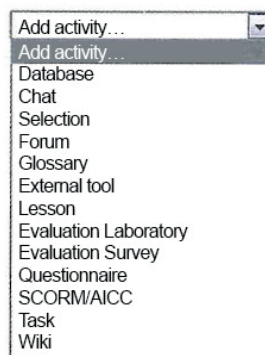 Add activity...
Add activity...
Database
Chat
Selection
Forum
Glossary
External tool
Lesson
Evaluation Laboratory
Evaluation Survey
Questionnaire
SCORM/AICC
Task
Wiki